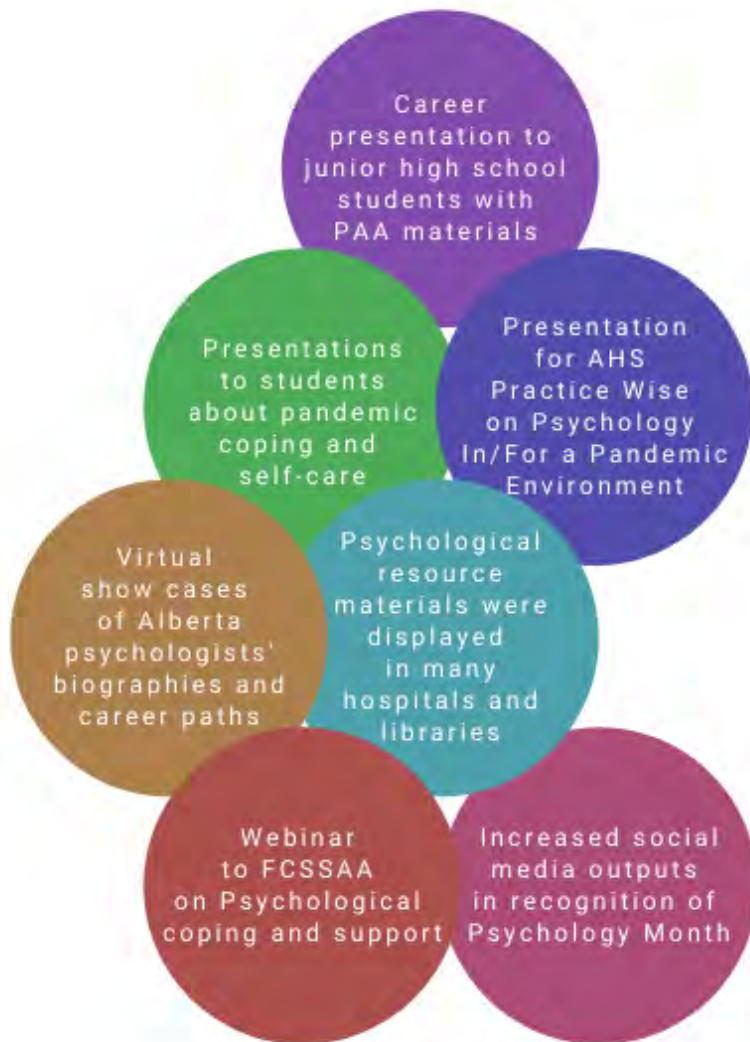 Career
presentation to
junior high school
students with
PAA materials
Presentations
to students
about pandemic
coping and
self-care
Presentation
for AHS
Practice Wise
on Psychology
In/For a Pandemic
Environment
Virtual
show cases
of Alberta
psychologists'
biographies and
career paths
Psychological
resource
materials were
displayed
in many
hospitals and
libraries
Webinar
to FCSSAA
on Psychological
coping and support
Increased social
media outputs
in recognition of
Psychology Month